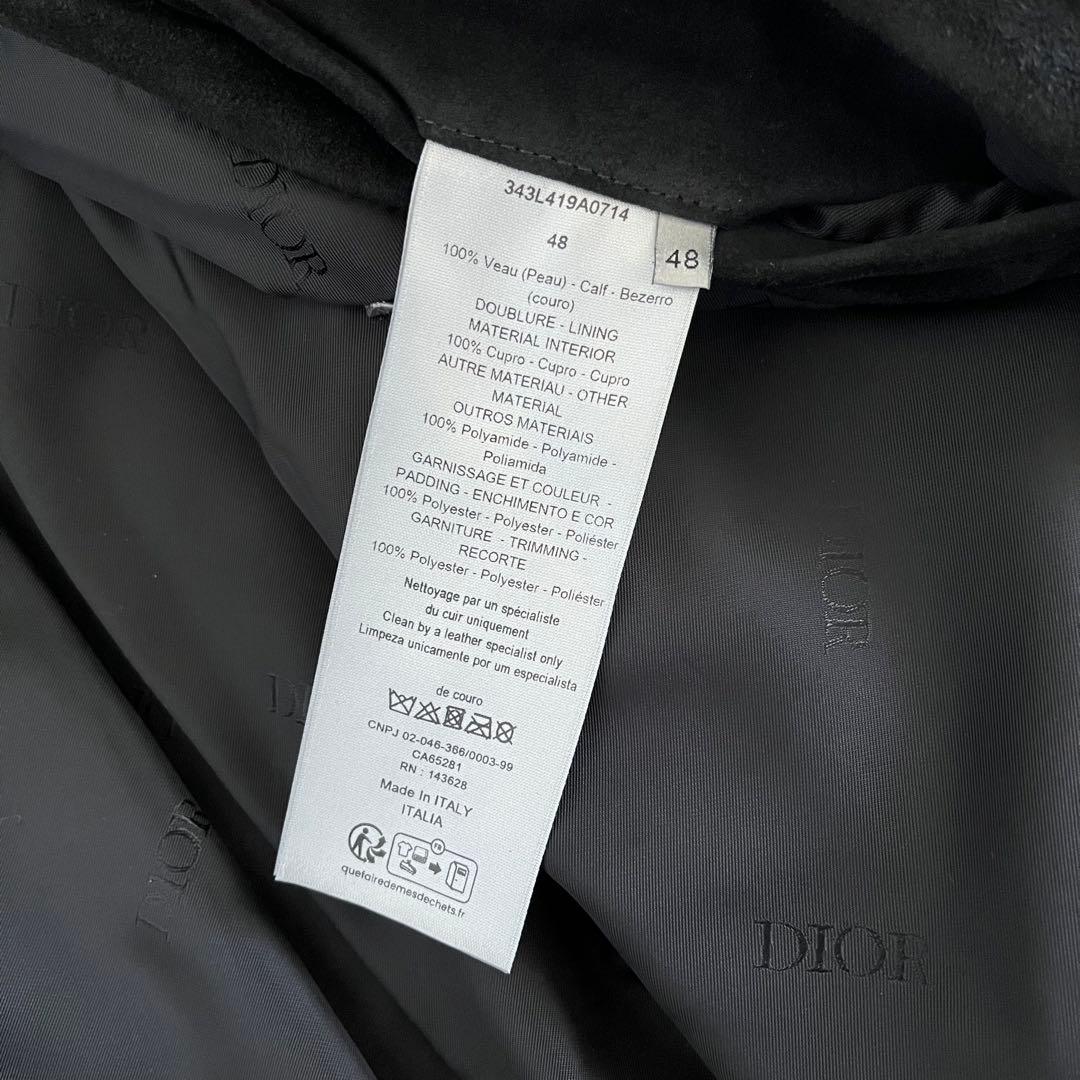 343L419A0714
48
48
100% Veau (Peau) - Calf - Bezerro
(couro)
DOUBLURE - LINING
MATERIAL INTERIOR
100% Cupro - Cupro - Cupro
AUTRE MATERIAU - OTHER
MATERIAL
OUTROS MATERIAIS
100% Polyamide - Polyamide -
Poliamida
GARNISSAGE ET COULEUR -
PADDING - ENCHIMENTO E COR
100% Polyester - Polyester - Poliéster
GARNITURE - TRIMMING -
RECORTE
100% Polyester - Polyester - Poliéster
Nettoyage par un spécialiste
du cuir uniquement
Clean by a leather specialist only
Limpeza unicamente por um especialista
de couro
CNPJ 02-046-366/0003-99
CA65281
RN : 143628
Made In ITALY
ITALIA
FR
quefairedemesdechets.fr
DIOR
DIOR
DIOR
DIOR
DIOR